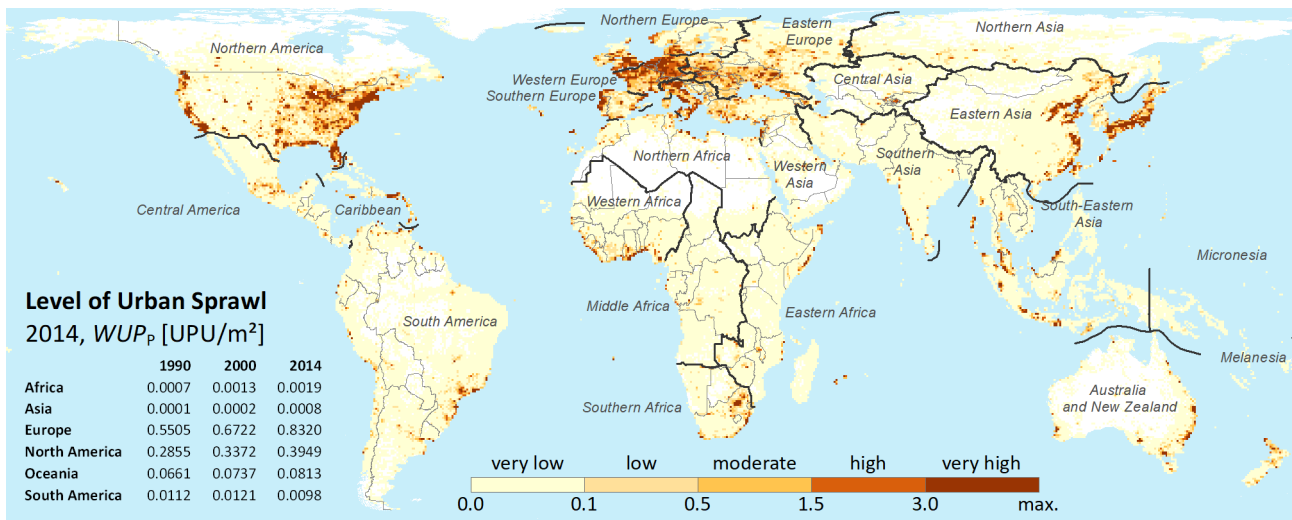 Northern Europe
Eastern
Europe
Northern Asia
Northern America
Western Europe
Southern Europe
Central Asia
Eastern Asia
Northern Africa
Western
Asia
Southern
Asia
Western Africa
Central America
Caribbean
South-Eastern
Asia
Micronesia
Level of Urban Sprawl
2014, WUPP [UPU/m²]
South America
Middle Africa
Eastern Africa
Melanesia
1990 2000 2014
Africa 0.0007 0.0013 0.0019
Asia 0.0001 0.0002 0.0008
Europe 0.5505 0.6722 0.8320
North America 0.2855 0.3372 0.3949
Oceania 0.0661 0.0737 0.0813
South America 0.0112 0.0121 0.0098
Southern Africa
Australia
and New Zealand
very low low moderate high very high
0.0 0.1 0.5 1.5 3.0 max.